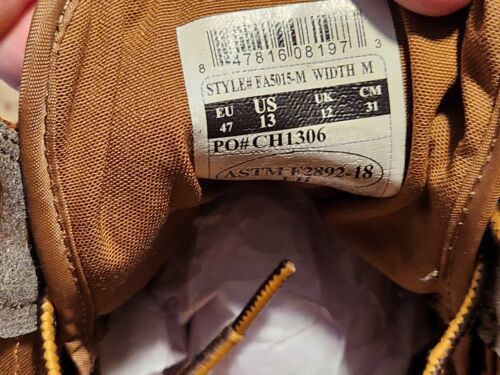 8 47816 08197 3
STYLE# FA5015-M WIDTH M
EU US UK CM
47 13 12 31
PO# CH1306
ASTM F2892-18
EH